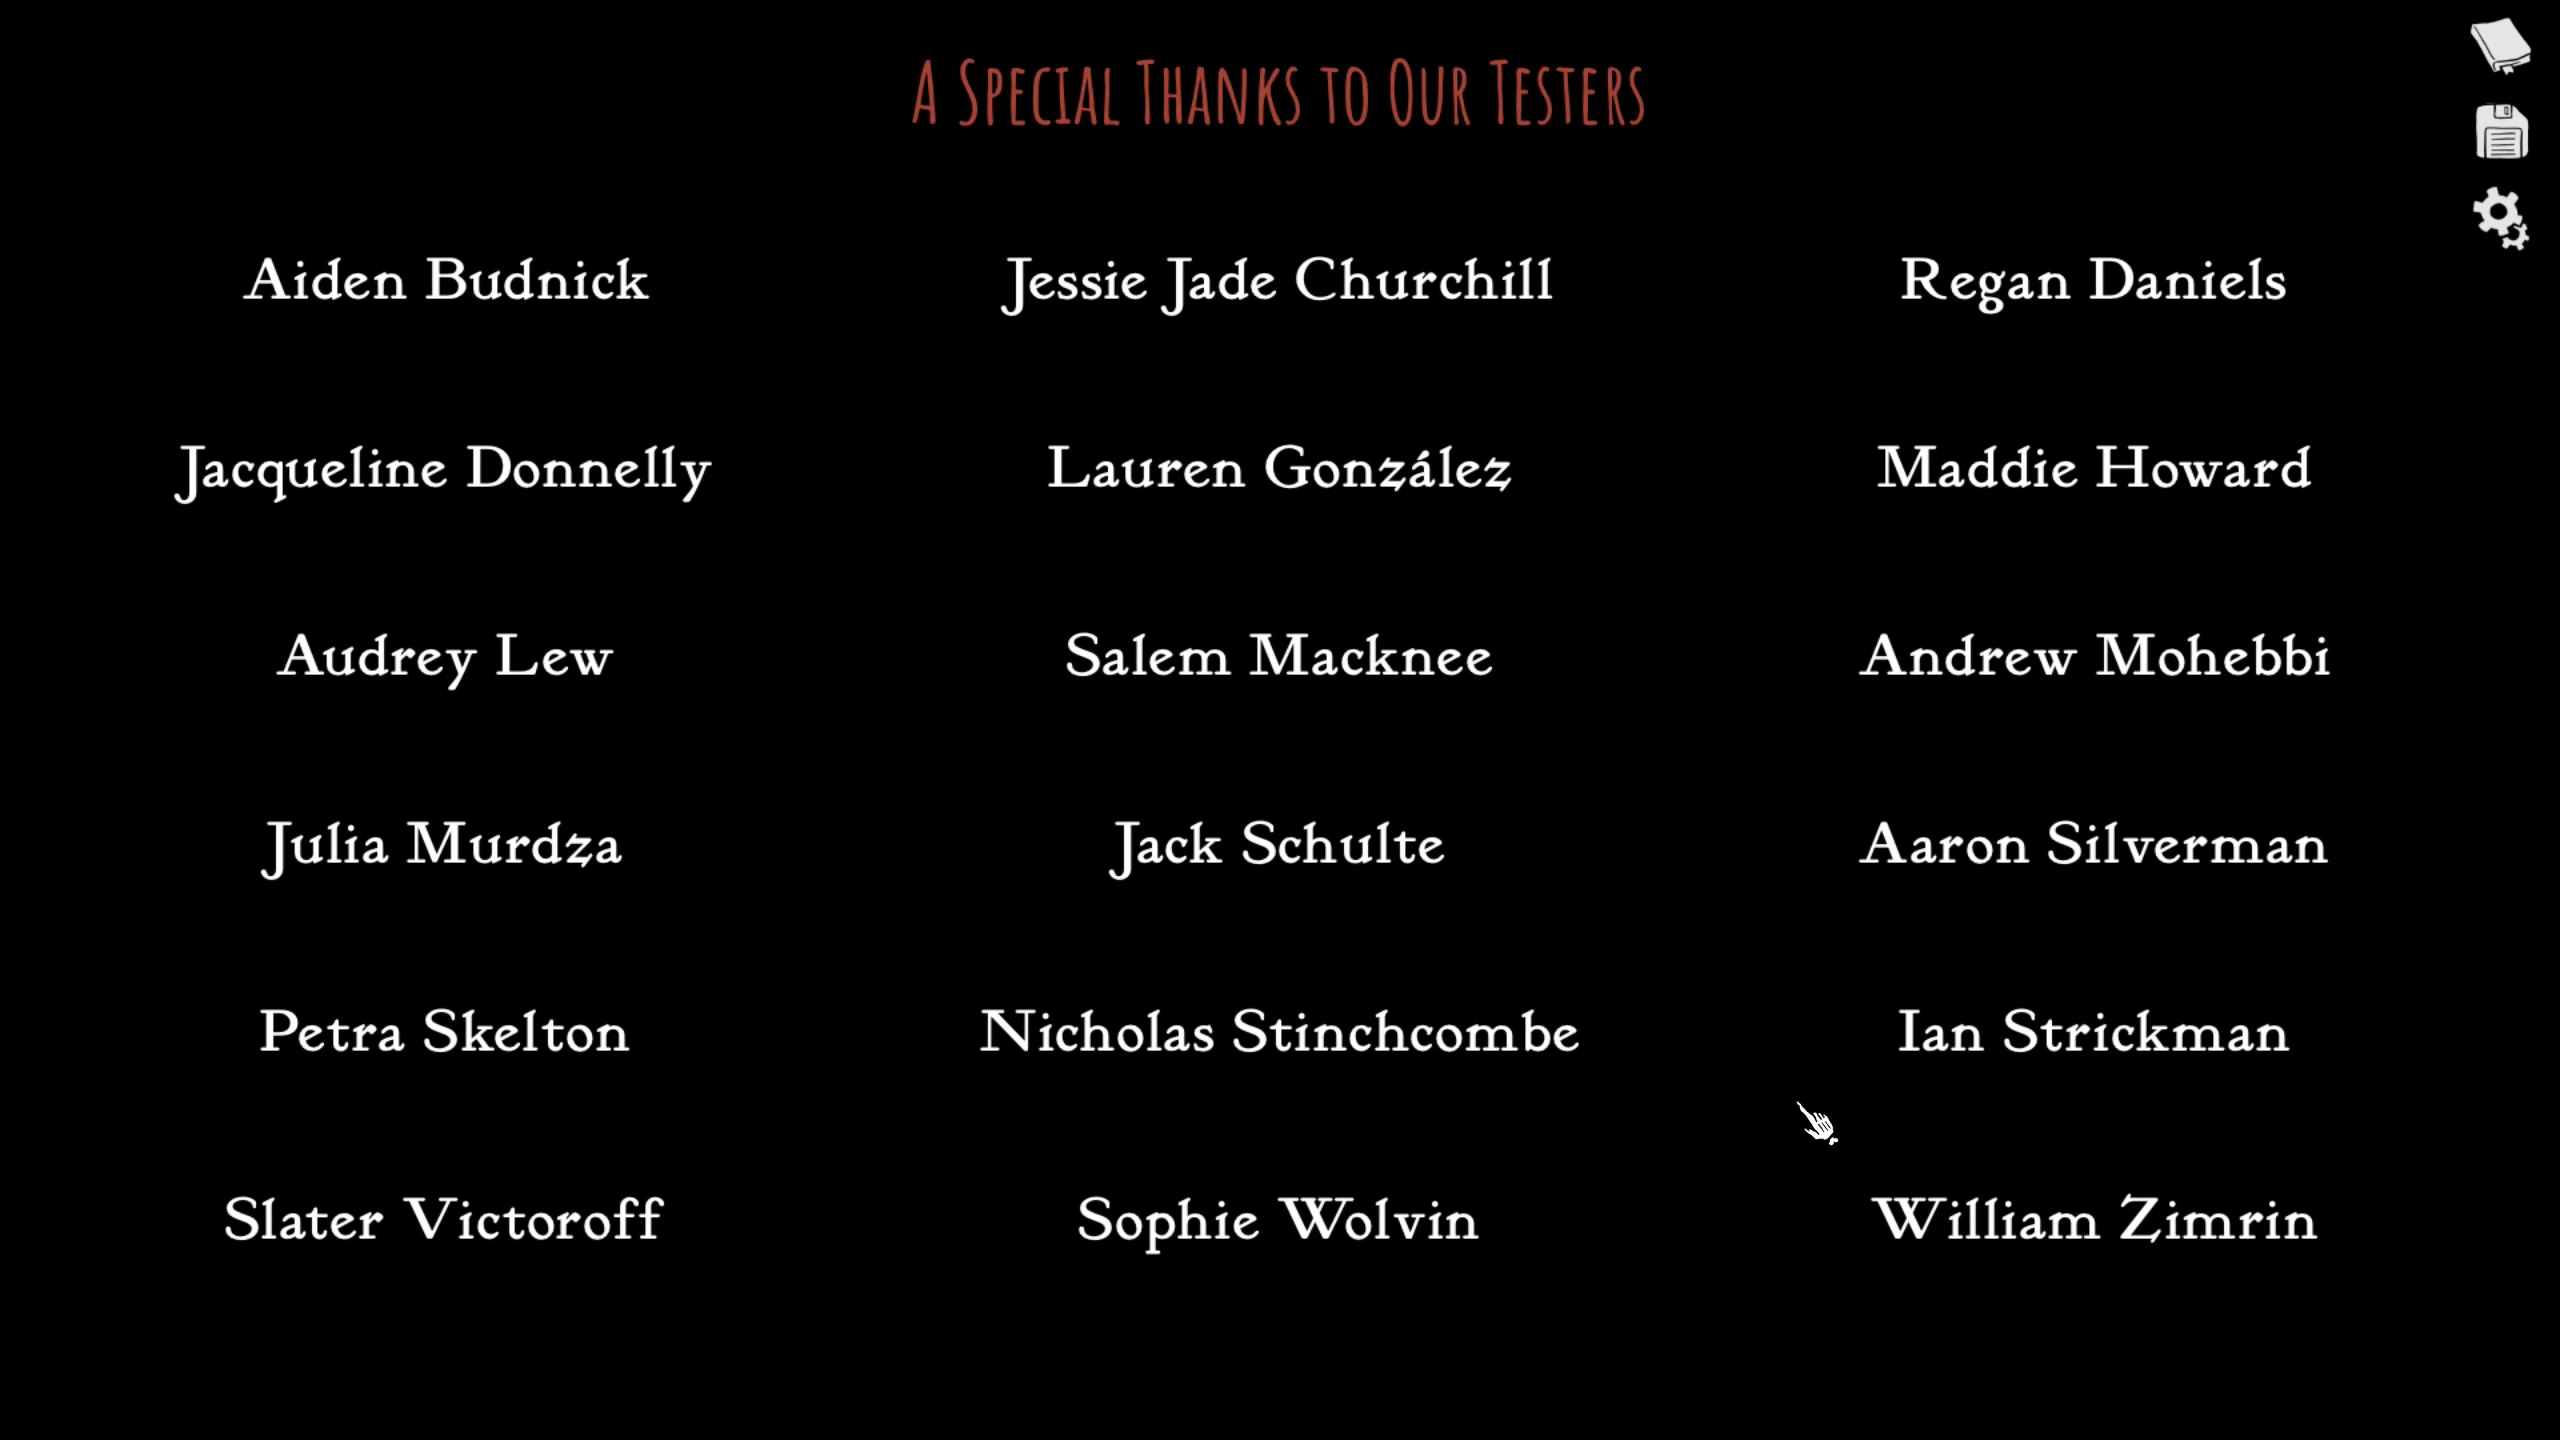 A Special Thanks to Our Testers
Aiden Budnick Jessie Jade Churchill Regan Daniels
Jacqueline Donnelly Lauren González Maddie Howard
Audrey Lew Salem Macknee Andrew Mohebbi
Julia Murdza Jack Schulte Aaron Silverman
Petra Skelton Nicholas Stinchcombe Ian Strickman
Slater Victoroff Sophie Wolvin William Zimrin